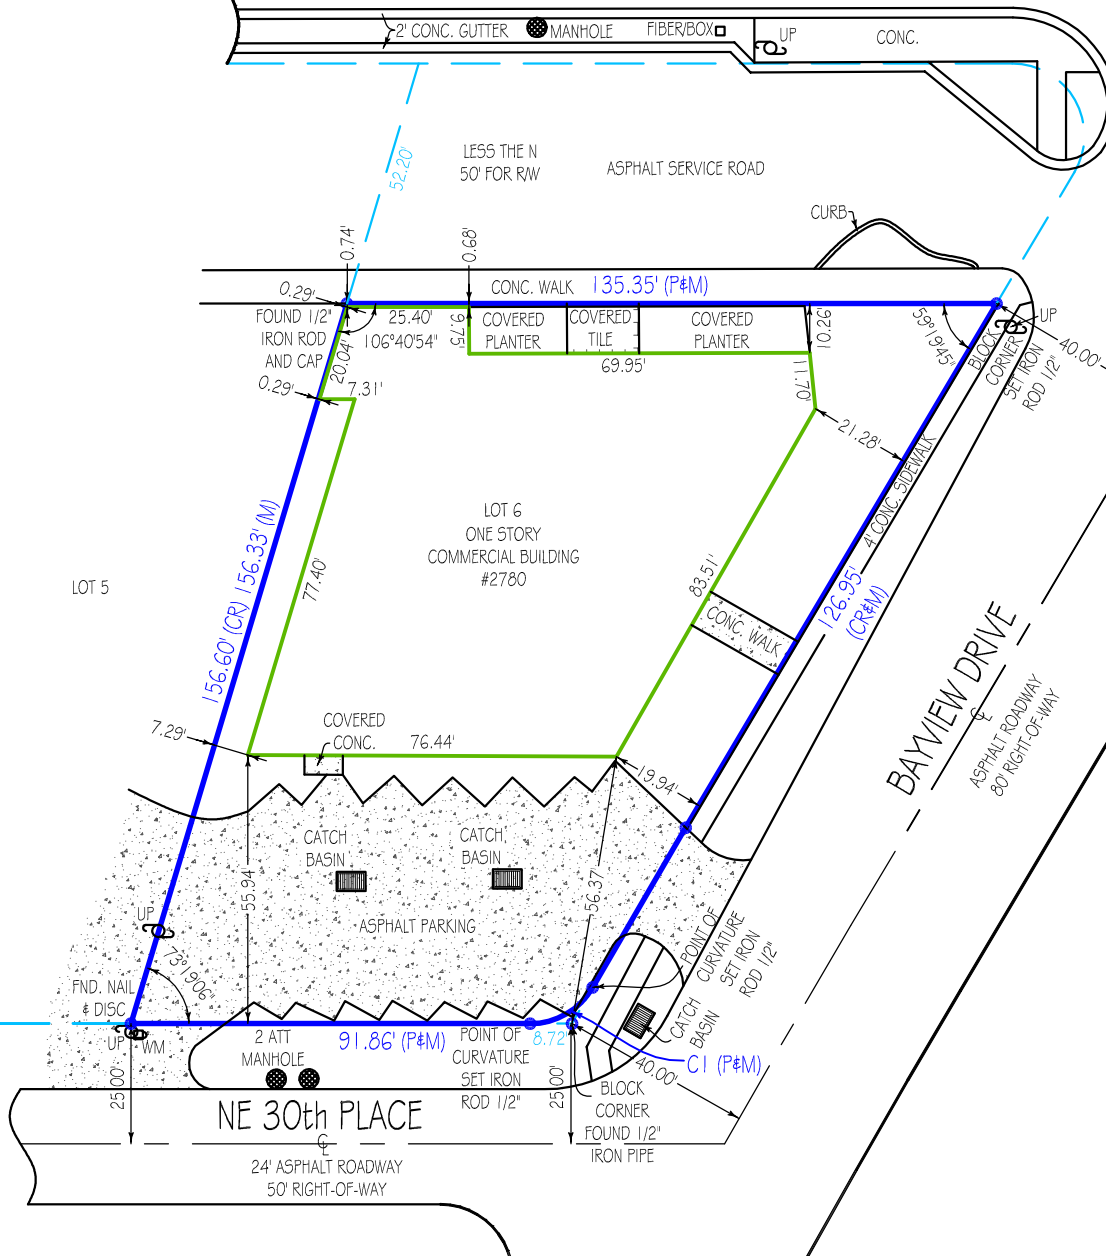 2' CONC. GUTTER
MANHOLE
FIBER/BOX
UP
CONC.
52.20'
LESS THE N
50' FOR R/W
ASPHALT SERVICE ROAD
CURB
0.74'
0.68'
0.29'
CONC. WALK
135.35' (P&M)
FOUND 1/2"
IRON ROD
AND CAP
25.40'
106°40'54"
20.04'
9.75'
COVERED
PLANTER
COVERED
TILE
COVERED
PLANTER
10.26'
69.95'
11.70'
59°19'45"
UP
40.00'
BLOCK
CORNER
SET IRON
ROD 1/2"
0.29'
7.31'
21.28'
4' CONC. SIDEWALK
LOT 6
ONE STORY
COMMERCIAL BUILDING
#2780
LOT 5
156.60' (CR) 156.33' (M)
77.40'
83.51'
CONC. WALK
126.95'
(CR&M)
BAYVIEW DRIVE
CL
ASPHALT ROADWAY
80' RIGHT-OF-WAY
7.29'
COVERED
CONC.
76.44'
19.94'
CATCH
BASIN
CATCH
BASIN
55.94'
56.37'
ASPHALT PARKING
UP
73°19'06"
FND. NAIL
& DISC
UP
WM
2 ATT
MANHOLE
91.86' (P&M)
POINT OF
CURVATURE
SET IRON
ROD 1/2"
8.72'
POINT OF
CURVATURE
SET IRON
ROD 1/2"
CATCH
BASIN
C1 (P&M)
40.00'
25.00'
25.00'
BLOCK
CORNER
FOUND 1/2"
IRON PIPE
NE 30th PLACE
CL
24' ASPHALT ROADWAY
50' RIGHT-OF-WAY